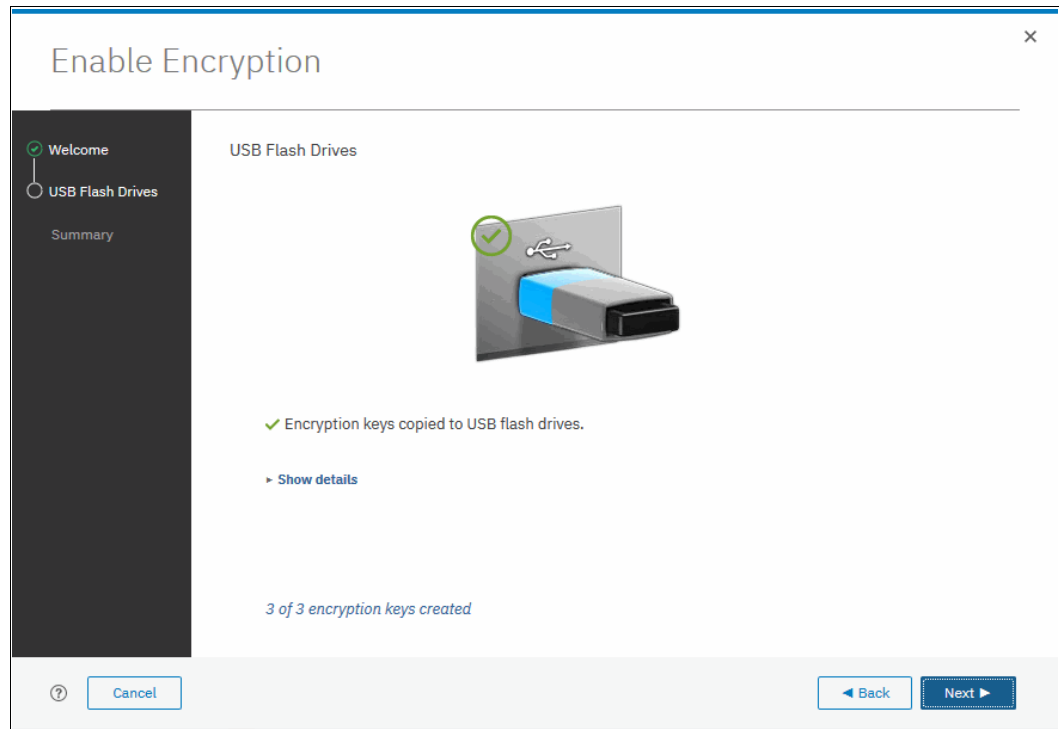 Enable Encryption
Welcome
USB Flash Drives
Summary
USB Flash Drives
✓ Encryption keys copied to USB flash drives.
▸ Show details
3 of 3 encryption keys created
? Cancel
◄ Back
Next ►